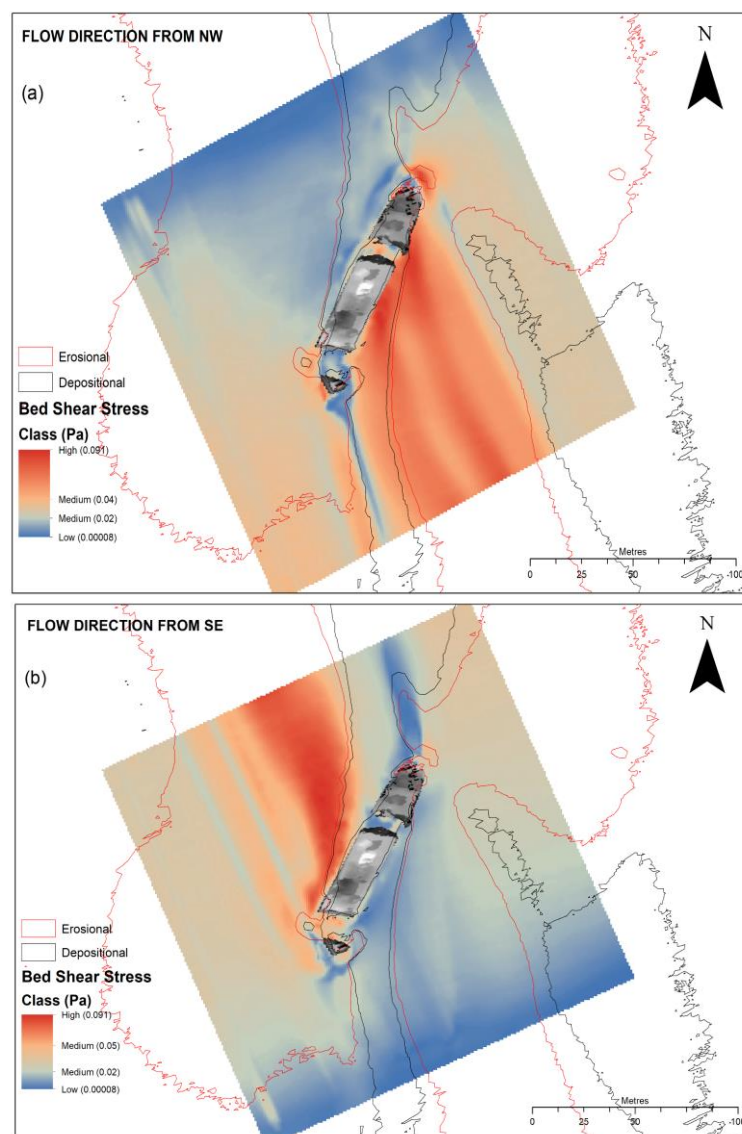 FLOW DIRECTION FROM NW
N
(a)
Erosional
Depositional
Bed Shear Stress
Class (Pa)
High (0.091)
Medium (0.04)
Medium (0.02)
Low (0.00008)
Metres
0 25 50 -100
FLOW DIRECTION FROM SE
N
(b)
Erosional
Depositional
Bed Shear Stress
Class (Pa)
High (0.091)
Medium (0.05)
Medium (0.02)
Low (0.00008)
Metres
0 25 50 -100